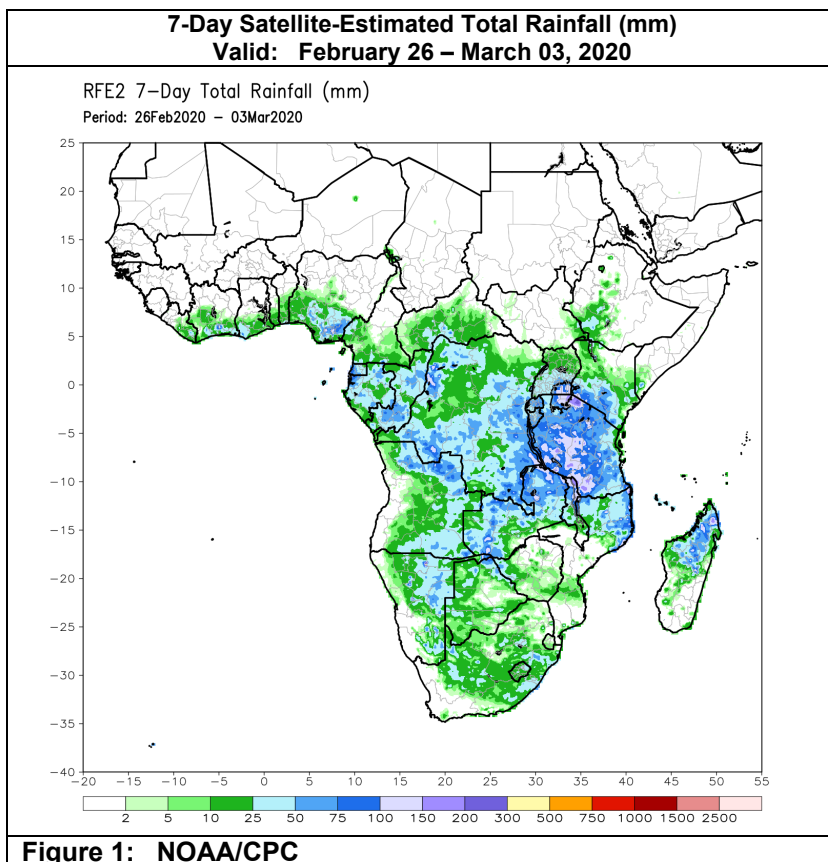 7-Day Satellite-Estimated Total Rainfall (mm)
Valid: February 26 – March 03, 2020
RFE2 7-Day Total Rainfall (mm)
Period: 26Feb2020 – 03Mar2020
25
20
15
10
5
0
-5
-10
-15
-20
-25
-30
-35
-40
-20 -15 -10 -5 0 5 10 15 20 25 30 35 40 45 50 55
2 5 10 25 50 75 100 150 200 300 500 750 1000 1500 2500
Figure 1: NOAA/CPC